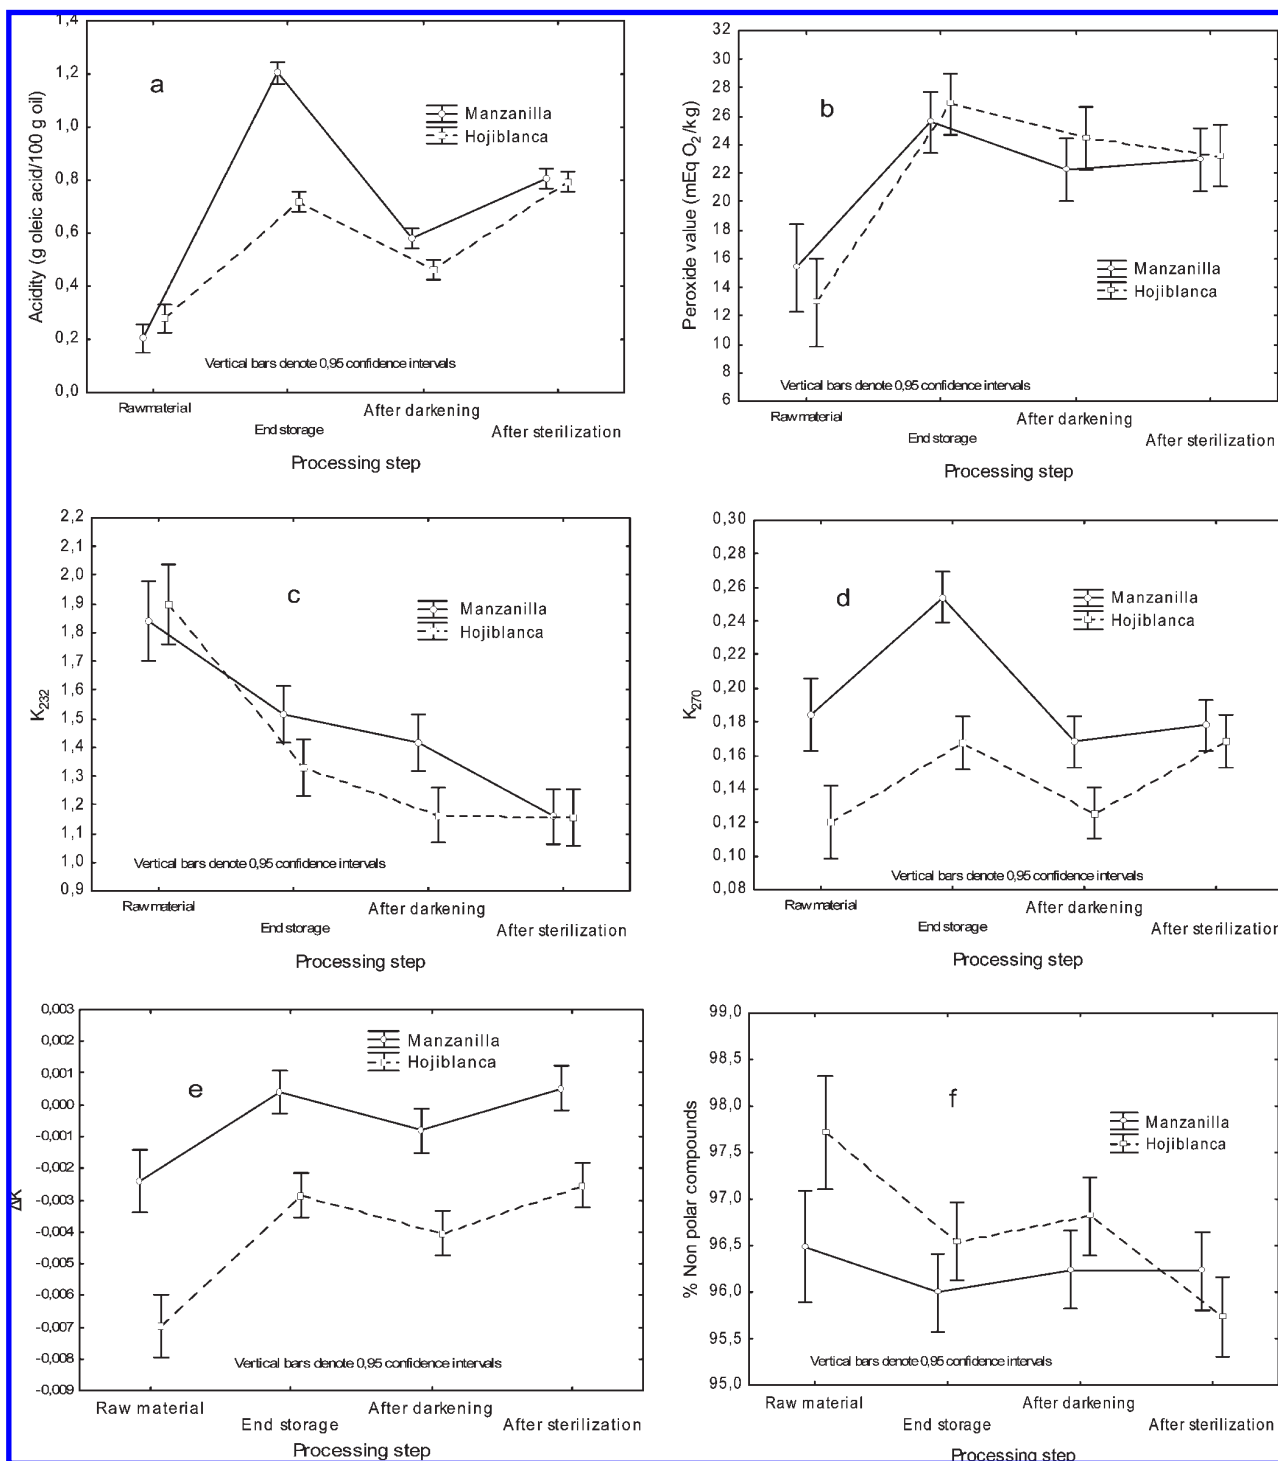 1,4
1,2
1,0
0,8
0,6
0,4
0,2
0,0
Acidity (g oleic acid/100 g oil)
a
Manzanilla
Hojiblanca
Vertical bars denote 0,95 confidence intervals
Raw material
End storage
After darkening
After sterilization
Processing step
32
30
28
26
24
22
20
18
16
14
12
10
8
6
Peroxide value (mEq O2/kg)
b
Manzanilla
Hojiblanca
Vertical bars denote 0,95 confidence intervals
Raw material
End storage
After darkening
After sterilization
Processing step
2,2
2,1
2,0
1,9
1,8
1,7
1,6
1,5
1,4
1,3
1,2
1,1
1,0
0,9
K232
c
Manzanilla
Hojiblanca
Vertical bars denote 0,95 confidence intervals
Raw material
End storage
After darkening
After sterilization
Processing step
0,30
0,28
0,26
0,24
0,22
0,20
0,18
0,16
0,14
0,12
0,10
0,08
K270
d
Manzanilla
Hojiblanca
Vertical bars denote 0,95 confidence intervals
Raw material
End storage
After darkening
After sterilization
Processing step
0,003
0,002
0,001
0,000
-0,001
-0,002
-0,003
-0,004
-0,005
-0,006
-0,007
-0,008
-0,009
ΔK
e
Manzanilla
Hojiblanca
Vertical bars denote 0,95 confidence intervals
Raw material
End storage
After darkening
After sterilization
Processing step
99,0
98,5
98,0
97,5
97,0
96,5
96,0
95,5
95,0
% Non polar compounds
f
Manzanilla
Hojiblanca
Vertical bars denote 0,95 confidence intervals
Raw material
End storage
After darkening
After sterilization
Processing step